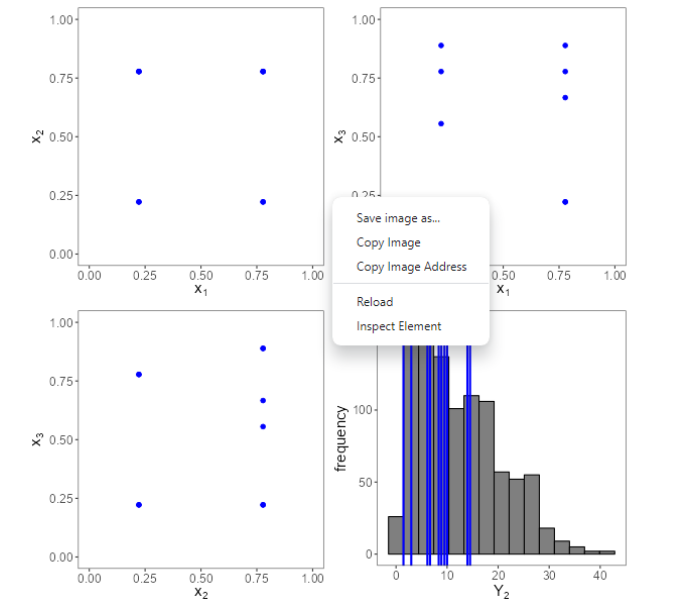 1.00
0.75
x2 0.50
0.25
0.00
0.00 0.25 0.50 0.75 1.00
x1
1.00
0.75
x3 0.50
0.25
0.50 0.75 1.00
x1
Save image as...
Copy Image
Copy Image Address
Reload
Inspect Element
1.00
0.75
x3 0.50
0.25
0.00
0.00 0.25 0.50 0.75 1.00
x2
frequency
100
50
0
0 10 20 30 40
Y2